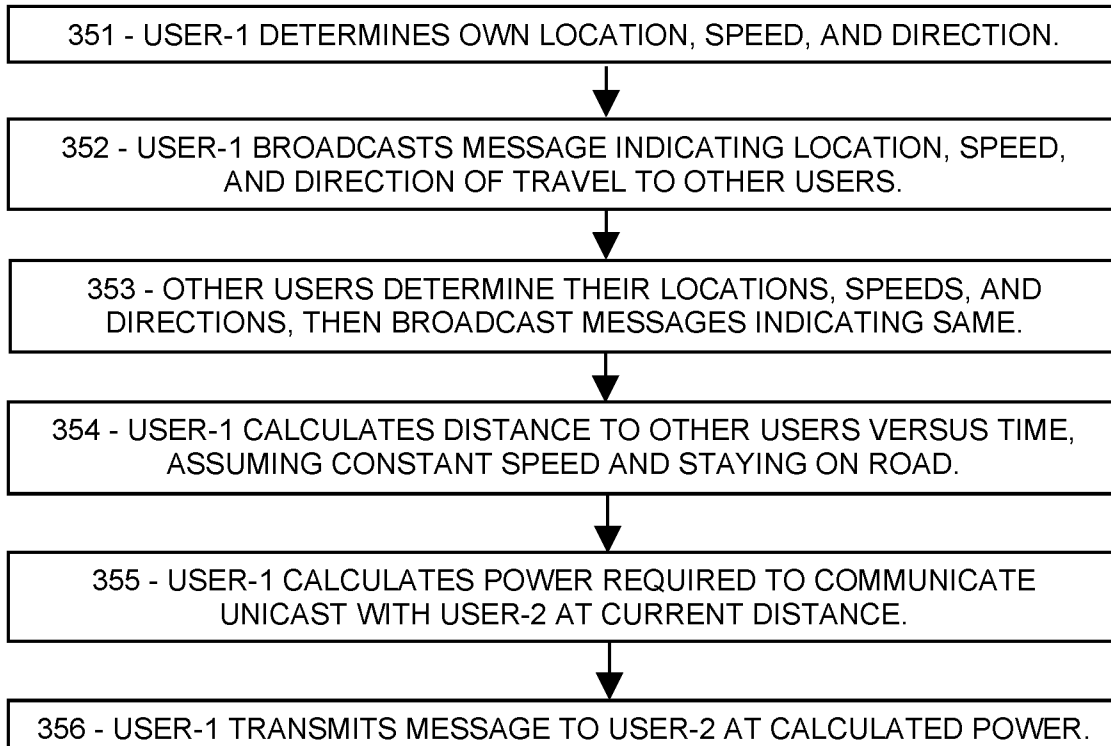 351 - USER-1 DETERMINES OWN LOCATION, SPEED, AND DIRECTION.
352 - USER-1 BROADCASTS MESSAGE INDICATING LOCATION, SPEED,
AND DIRECTION OF TRAVEL TO OTHER USERS.
353 - OTHER USERS DETERMINE THEIR LOCATIONS, SPEEDS, AND
DIRECTIONS, THEN BROADCAST MESSAGES INDICATING SAME.
354 - USER-1 CALCULATES DISTANCE TO OTHER USERS VERSUS TIME,
ASSUMING CONSTANT SPEED AND STAYING ON ROAD.
355 - USER-1 CALCULATES POWER REQUIRED TO COMMUNICATE
UNICAST WITH USER-2 AT CURRENT DISTANCE.
356 - USER-1 TRANSMITS MESSAGE TO USER-2 AT CALCULATED POWER.